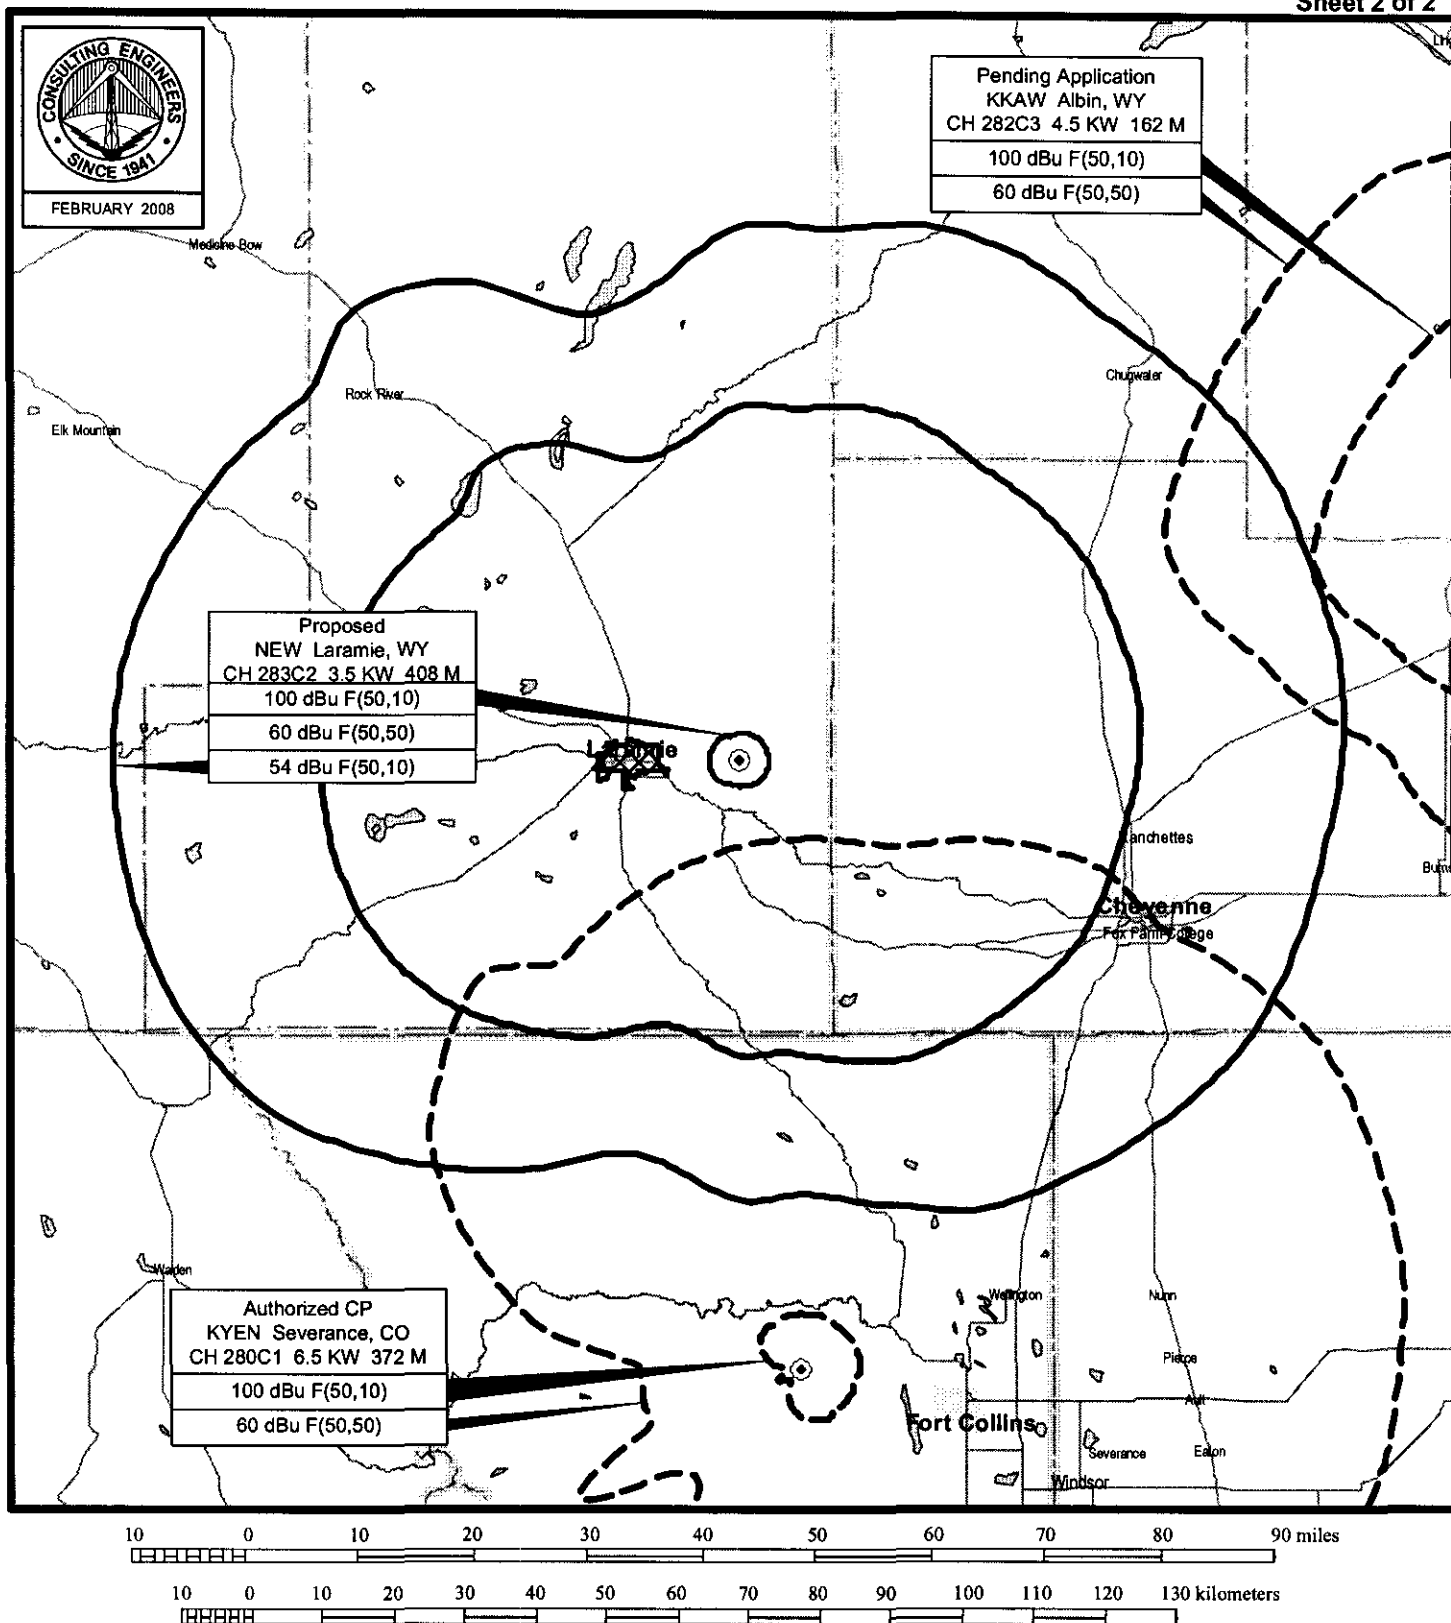 Sheet 2 of 2
CONSULTING ENGINEERS
• SINCE 1941 •
FEBRUARY 2008
Pending Application
KKAW Albin, WY
CH 282C3 4.5 KW 162 M
100 dBu F(50,10)
60 dBu F(50,50)
Medicine Bow
Rock River
Elk Mountain
Chugwater
Proposed
NEW Laramie, WY
CH 283C2 3.5 KW 408 M
100 dBu F(50,10)
60 dBu F(50,50)
54 dBu F(50,10)
Laramie
Ranchettes
Burns
Cheyenne
Fox Farm-College
Walden
Authorized CP
KYEN Severance, CO
CH 280C1 6.5 KW 372 M
100 dBu F(50,10)
60 dBu F(50,50)
Wellington
Nunn
Pierce
Ault
Fort Collins
Severance
Eaton
Windsor
10 0 10 20 30 40 50 60 70 80 90 miles
10 0 10 20 30 40 50 60 70 80 90 100 110 120 130 kilometers